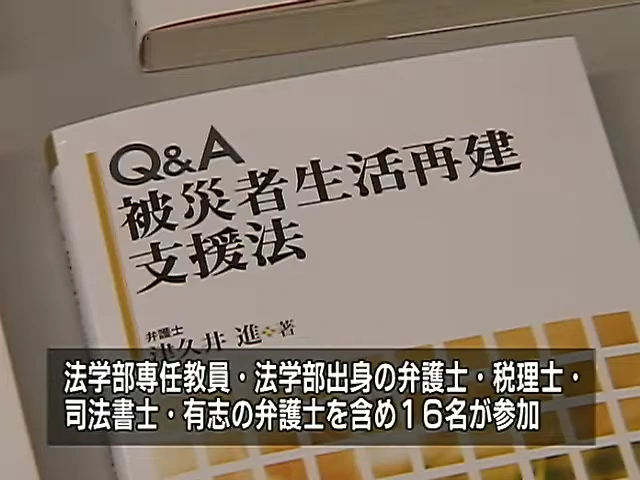 Q&A
被災者生活再建
支援法
弁護士
津久井 進 著
法学部専任教員・法学部出身の弁護士・税理士・
司法書士・有志の弁護士を含め16名が参加